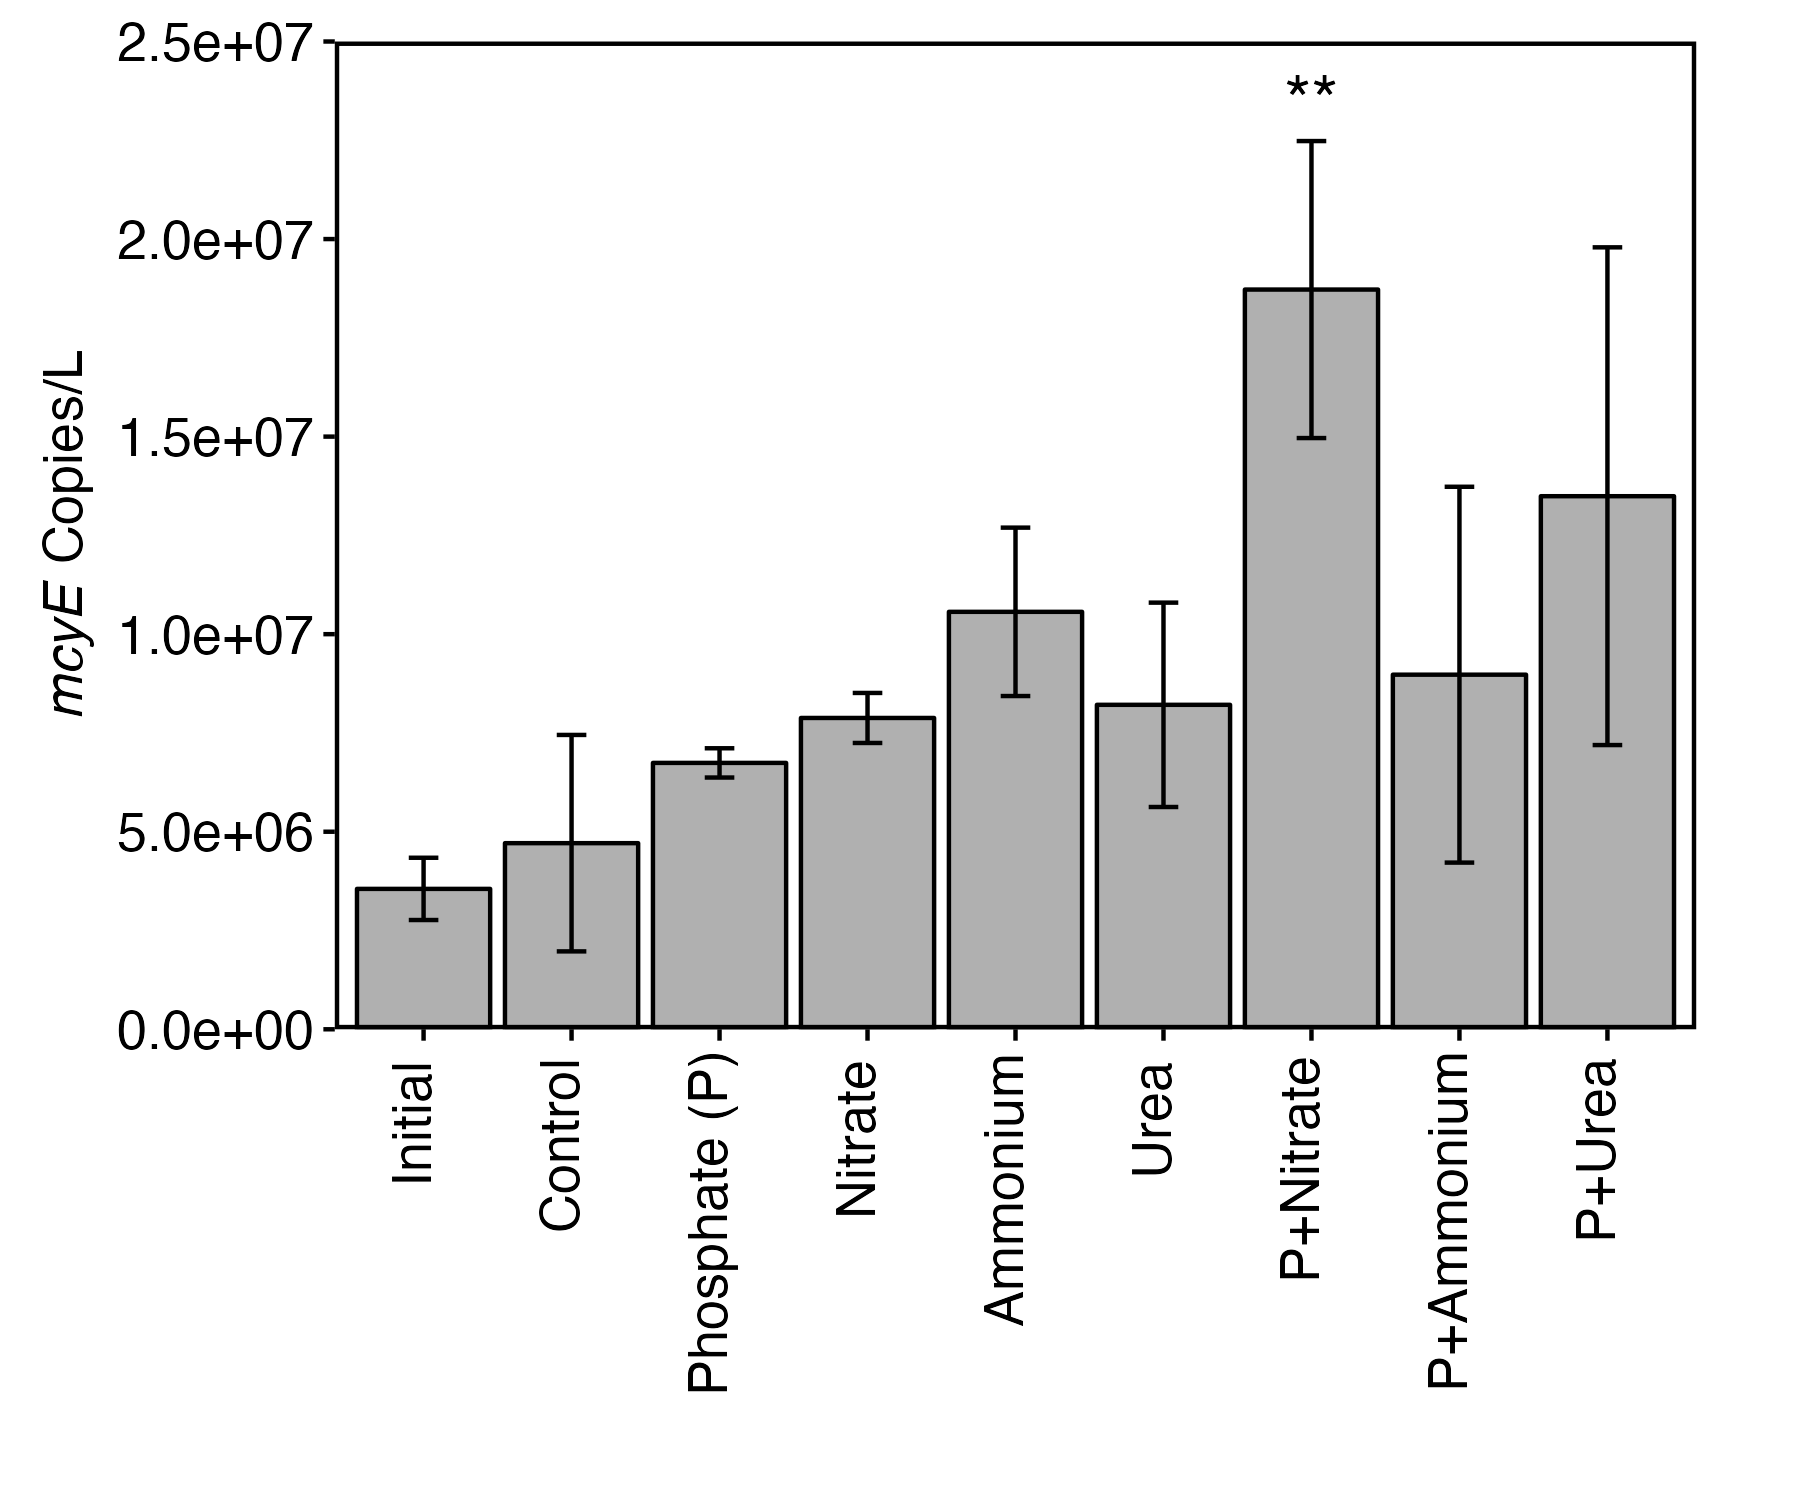 2.5e+07
**
2.0e+07
1.5e+07
1.0e+07
5.0e+06
0.0e+00
mcyE Copies/L
Initial
Control
Phosphate (P)
Nitrate
Ammonium
Urea
P+Nitrate
P+Ammonium
P+Urea